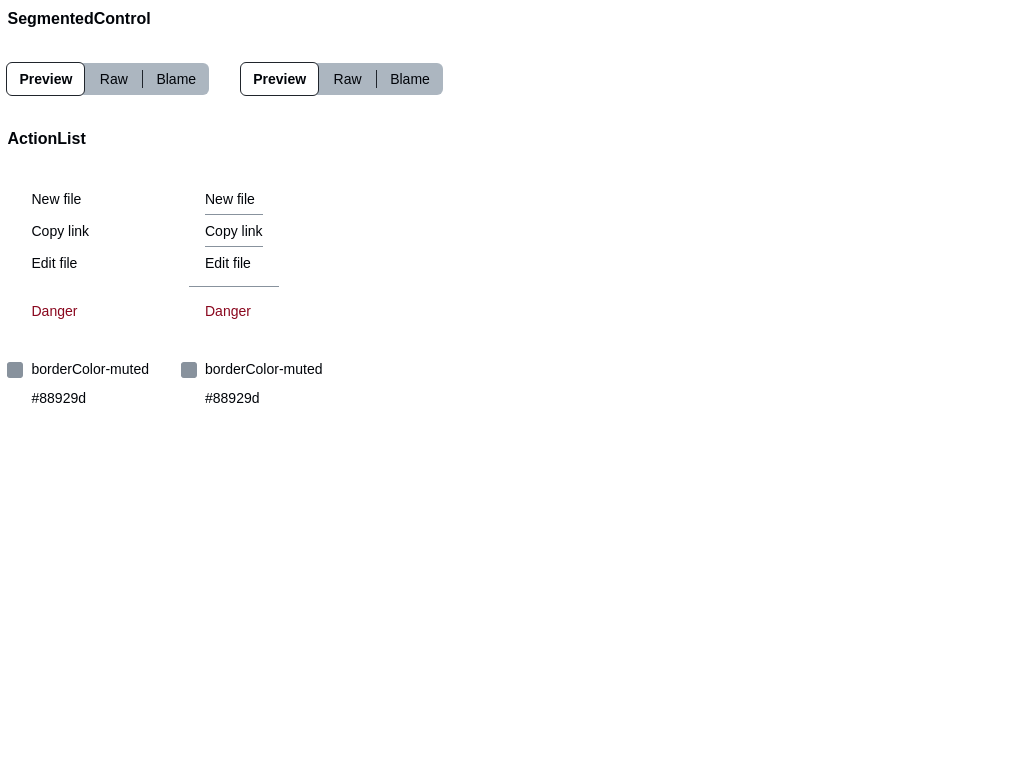 SegmentedControl
Preview Raw Blame Preview Raw Blame
ActionList
New file New file
Copy link Copy link
Edit file Edit file
Danger Danger
borderColor-muted borderColor-muted
#88929d #88929d